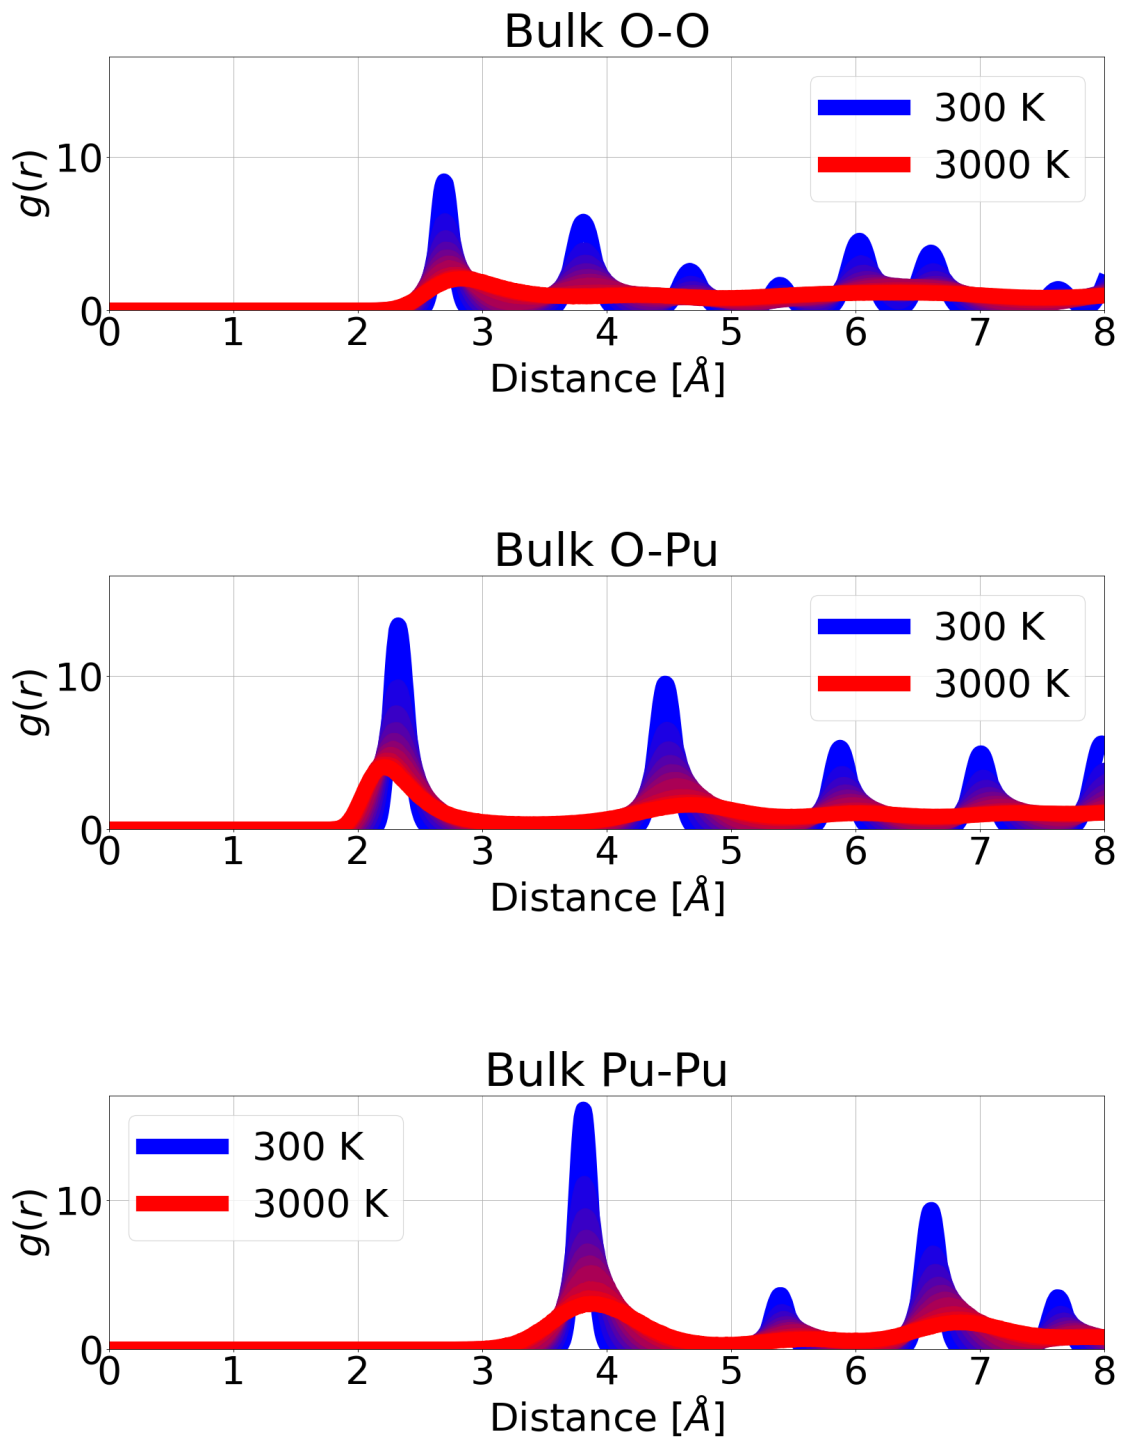 Bulk O-O
g(r)
10
0
300 K
3000 K
0 1 2 3 4 5 6 7 8
Distance [Å]
Bulk O-Pu
g(r)
10
0
300 K
3000 K
0 1 2 3 4 5 6 7 8
Distance [Å]
Bulk Pu-Pu
g(r)
10
0
300 K
3000 K
0 1 2 3 4 5 6 7 8
Distance [Å]